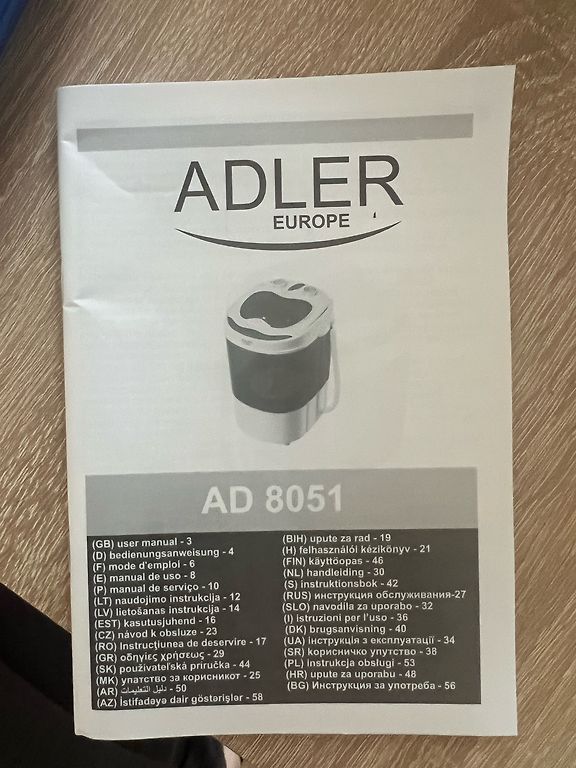 ADLER
EUROPE
AD 8051
(GB) user manual - 3
(D) bedienungsanweisung - 4
(F) mode d'emploi - 6
(E) manual de uso - 8
(P) manual de serviço - 10
(LT) naudojimo instrukcija - 12
(LV) lietošanas instrukcija - 14
(EST) kasutusjuhend - 16
(CZ) návod k obsluze - 23
(RO) Instrucţiunea de deservire - 17
(GR) οδηγίες χρήσεως - 29
(SK) používateľská príručka - 44
(MK) упатство за корисникот - 25
(AR) دليل التعليمات - 50
(AZ) İstifadəyə dair göstərişlər - 58
(BIH) upute za rad - 19
(H) felhasználói kézikönyv - 21
(FIN) käyttöopas - 46
(NL) handleiding - 30
(S) instruktionsbok - 42
(RUS) инструкция обслуживания-27
(SLO) navodila za uporabo - 32
(I) istruzioni per l'uso - 36
(DK) brugsanvisning - 40
(UA) інструкція з експлуатації - 34
(SR) корисничко упутство - 38
(PL) instrukcja obsługi - 53
(HR) upute za uporabu - 48
(BG) Инструкция за употреба - 56